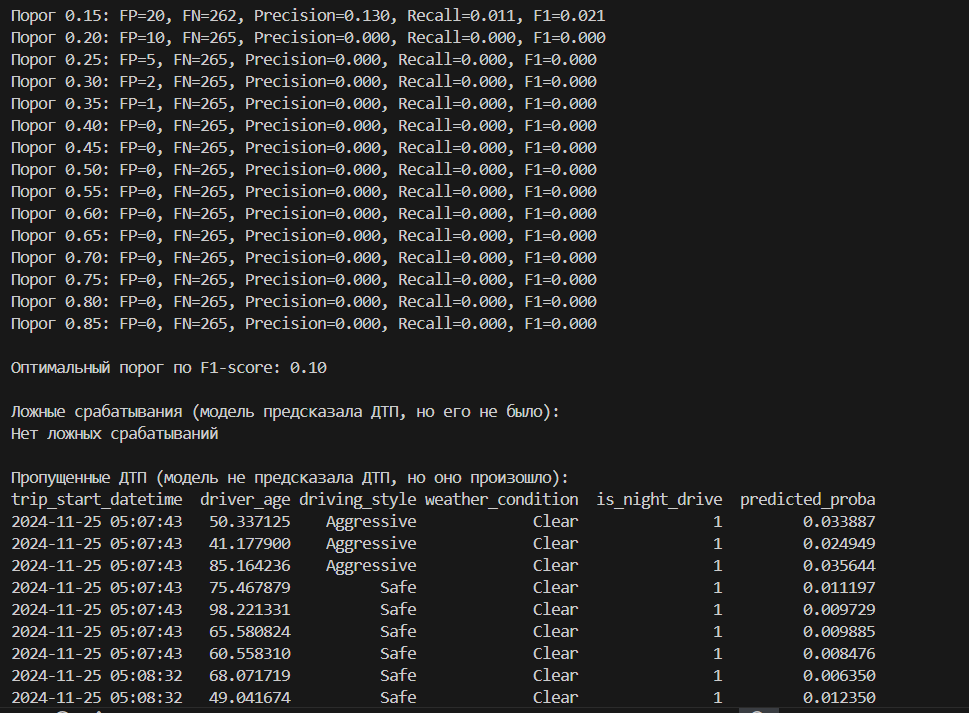 Порог 0.15: FP=20, FN=262, Precision=0.130, Recall=0.011, F1=0.021
Порог 0.20: FP=10, FN=265, Precision=0.000, Recall=0.000, F1=0.000
Порог 0.25: FP=5, FN=265, Precision=0.000, Recall=0.000, F1=0.000
Порог 0.30: FP=2, FN=265, Precision=0.000, Recall=0.000, F1=0.000
Порог 0.35: FP=1, FN=265, Precision=0.000, Recall=0.000, F1=0.000
Порог 0.40: FP=0, FN=265, Precision=0.000, Recall=0.000, F1=0.000
Порог 0.45: FP=0, FN=265, Precision=0.000, Recall=0.000, F1=0.000
Порог 0.50: FP=0, FN=265, Precision=0.000, Recall=0.000, F1=0.000
Порог 0.55: FP=0, FN=265, Precision=0.000, Recall=0.000, F1=0.000
Порог 0.60: FP=0, FN=265, Precision=0.000, Recall=0.000, F1=0.000
Порог 0.65: FP=0, FN=265, Precision=0.000, Recall=0.000, F1=0.000
Порог 0.70: FP=0, FN=265, Precision=0.000, Recall=0.000, F1=0.000
Порог 0.75: FP=0, FN=265, Precision=0.000, Recall=0.000, F1=0.000
Порог 0.80: FP=0, FN=265, Precision=0.000, Recall=0.000, F1=0.000
Порог 0.85: FP=0, FN=265, Precision=0.000, Recall=0.000, F1=0.000
Оптимальный порог по F1-score: 0.10
Ложные срабатывания (модель предсказала ДТП, но его не было):
Нет ложных срабатываний
Пропущенные ДТП (модель не предсказала ДТП, но оно произошло):
trip_start_datetime driver_age driving_style weather_condition is_night_drive predicted_proba
2024-11-25 05:07:43 50.337125 Aggressive Clear 1 0.033887
2024-11-25 05:07:43 41.177900 Aggressive Clear 1 0.024949
2024-11-25 05:07:43 85.164236 Aggressive Clear 1 0.035644
2024-11-25 05:07:43 75.467879 Safe Clear 1 0.011197
2024-11-25 05:07:43 98.221331 Safe Clear 1 0.009729
2024-11-25 05:07:43 65.580824 Safe Clear 1 0.009885
2024-11-25 05:07:43 60.558310 Safe Clear 1 0.008476
2024-11-25 05:08:32 68.071719 Safe Clear 1 0.006350
2024-11-25 05:08:32 49.041674 Safe Clear 1 0.012350